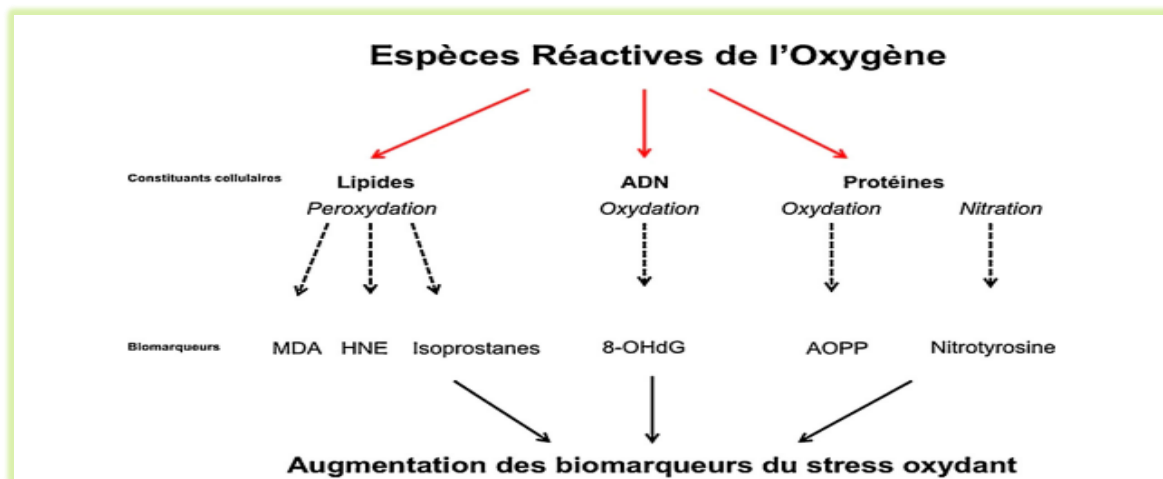 Espèces Réactives de l'Oxygène
Constituants cellulaires Lipides ADN Protéines
Peroxydation Oxydation Oxydation Nitration
Biomarqueurs MDA HNE Isoprostanes 8-OHdG AOPP Nitrotyrosine
Augmentation des biomarqueurs du stress oxydant